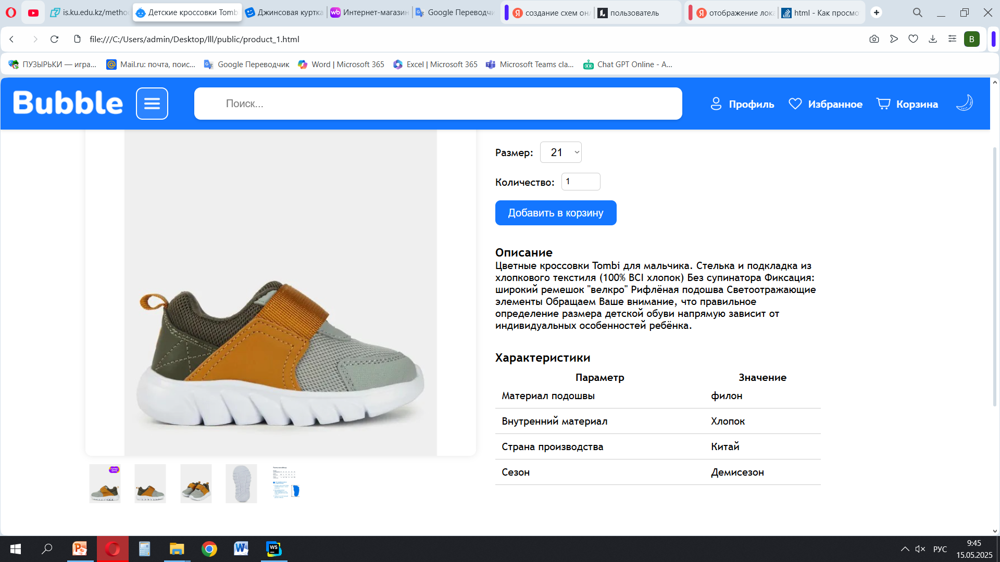 is.ku.edu.kz/metho
Детские кроссовки Tomb
Джинсовая куртка
Интернет-магазин
Google Переводчи
создание схем онл
пользователь
отображение лока
html - Как просмо
file:///C:/Users/admin/Desktop/lll/public/product_1.html
B
ПУЗЫРЬКИ — игра...
Mail.ru: почта, поис...
Google Переводчик
Word | Microsoft 365
Excel | Microsoft 365
Microsoft Teams cla...
Chat GPT Online - A...
Bubble
Поиск...
Профиль
Избранное
Корзина
Размер: 21
Количество: 1
Добавить в корзину
Описание
Цветные кроссовки Tombi для мальчика. Стелька и подкладка из
хлопкового текстиля (100% BCI хлопок) Без супинатора Фиксация:
широкий ремешок "велкро" Рифлёная подошва Светоотражающие
элементы Обращаем Ваше внимание, что правильное
определение размера детской обуви напрямую зависит от
индивидуальных особенностей ребёнка.
Характеристики
Параметр Значение
Материал подошвы филон
Внутренний материал Хлопок
Страна производства Китай
Сезон Демисезон
РУС
9:45
15.05.2025